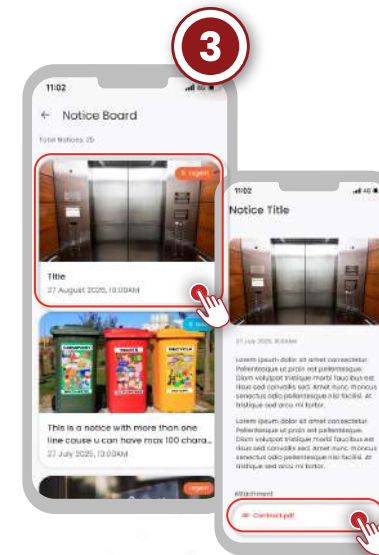 3
11:02
4G
← Notice Board
Total Notices: 25
Urgent
Title
27 August 2025, 10:00AM
This is a notice with more than one
line cause u can have max 100 chara...
27 July 2025, 10:00AM
Urgent
11:02
4G
Notice Title
27 July 2025, 10:00AM
Lorem ipsum dolor sit amet consectetur.
Pellentesque ut proin est pellentesque.
Diam volutpat tristique morbi faucibus est
risus sed convallis sed. Amet nunc rhoncus
senectus odio pellentesque nisi facilisi. At
tristique sed arcu mi tortor.
Lorem ipsum dolor sit amet consectetur.
Pellentesque ut proin est pellentesque.
Diam volutpat tristique morbi faucibus est
risus sed convallis sed. Amet nunc rhoncus
senectus odio pellentesque nisi facilisi. At
tristique sed arcu mi tortor.
Attachment
Contract.pdf